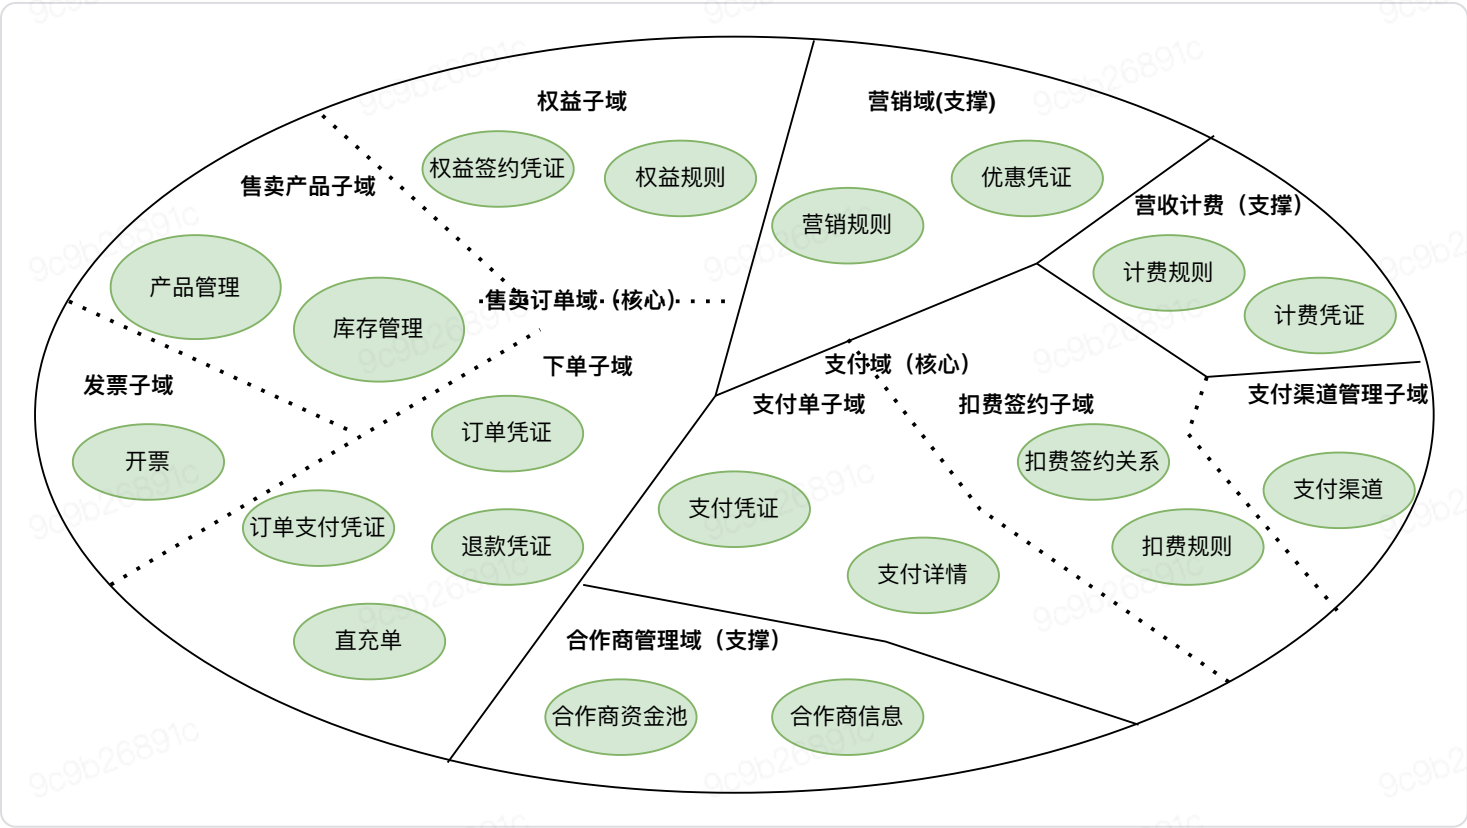 权益子域
营销域(支撑)
权益签约凭证
权益规则
优惠凭证
售卖产品子域
营收计费（支撑）
营销规则
产品管理
库存管理
计费规则
计费凭证
售卖订单域（核心）
下单子域
支付域（核心）
发票子域
支付单子域
扣费签约子域
支付渠道管理子域
开票
订单凭证
扣费签约关系
支付渠道
订单支付凭证
退款凭证
支付凭证
扣费规则
支付详情
直充单
合作商管理域（支撑）
合作商资金池
合作商信息
9c9b26891c